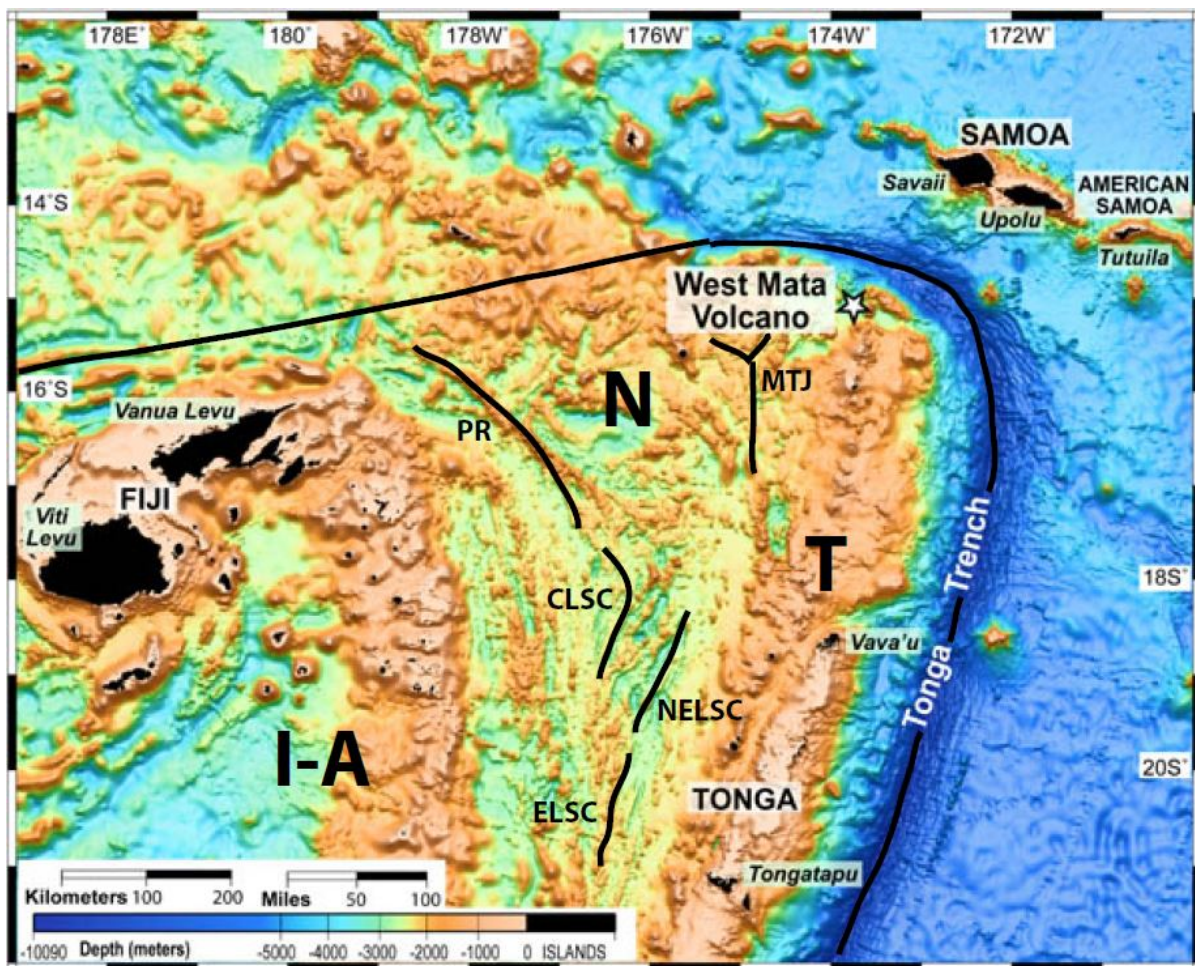 178E° 180° 178W° 176W° 174W° 172W°
SAMOA
Savaii
Upolu
AMERICAN
SAMOA
Tutuila
14°S
West Mata
Volcano
MTJ
N
16°S
Vanua Levu
PR
FIJI
Viti
Levu
T
Tonga Trench
18°S
CLSC
Vava'u
NELSC
I-A
20°S
TONGA
ELSC
Tongatapu
Kilometers 100 200 Miles 50 100
-10090 Depth (meters) -5000 -4000 -3000 -2000 -1000 0 ISLANDS